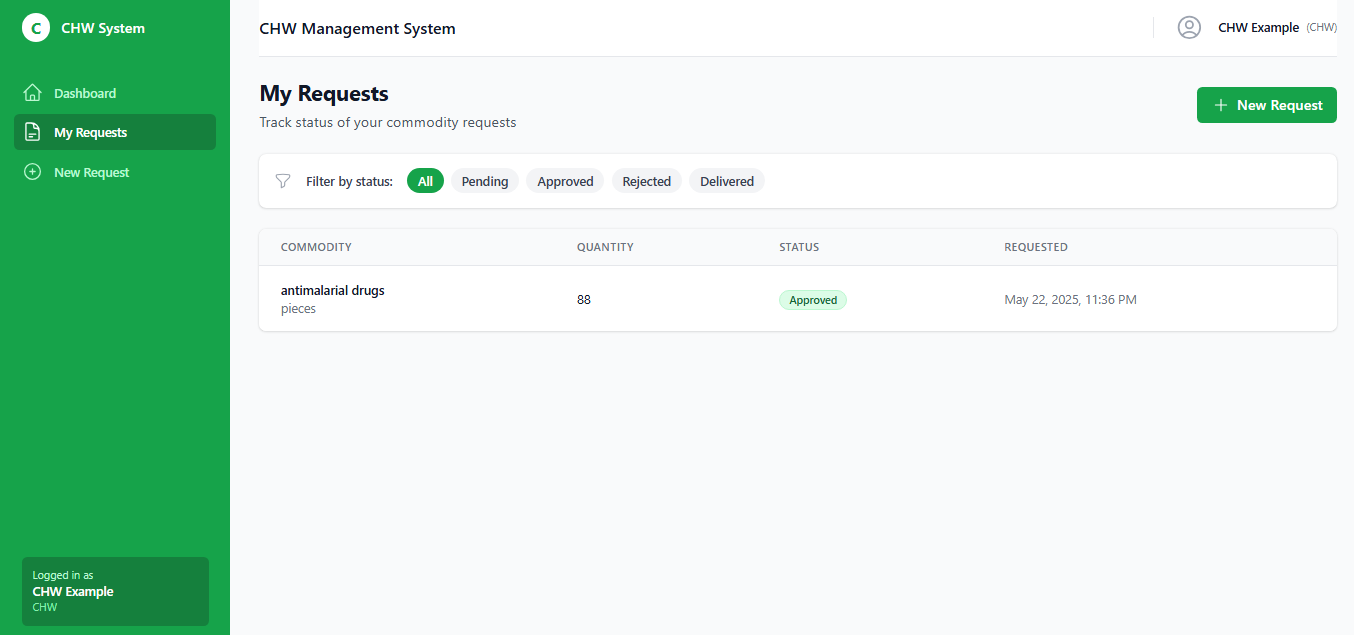 C CHW System
Dashboard
My Requests
New Request
Logged in as
CHW Example
CHW
CHW Management System
CHW Example (CHW)
My Requests
Track status of your commodity requests
New Request
Filter by status: All Pending Approved Rejected Delivered
COMMODITY QUANTITY STATUS REQUESTED
antimalarial drugs
pieces
88 Approved May 22, 2025, 11:36 PM